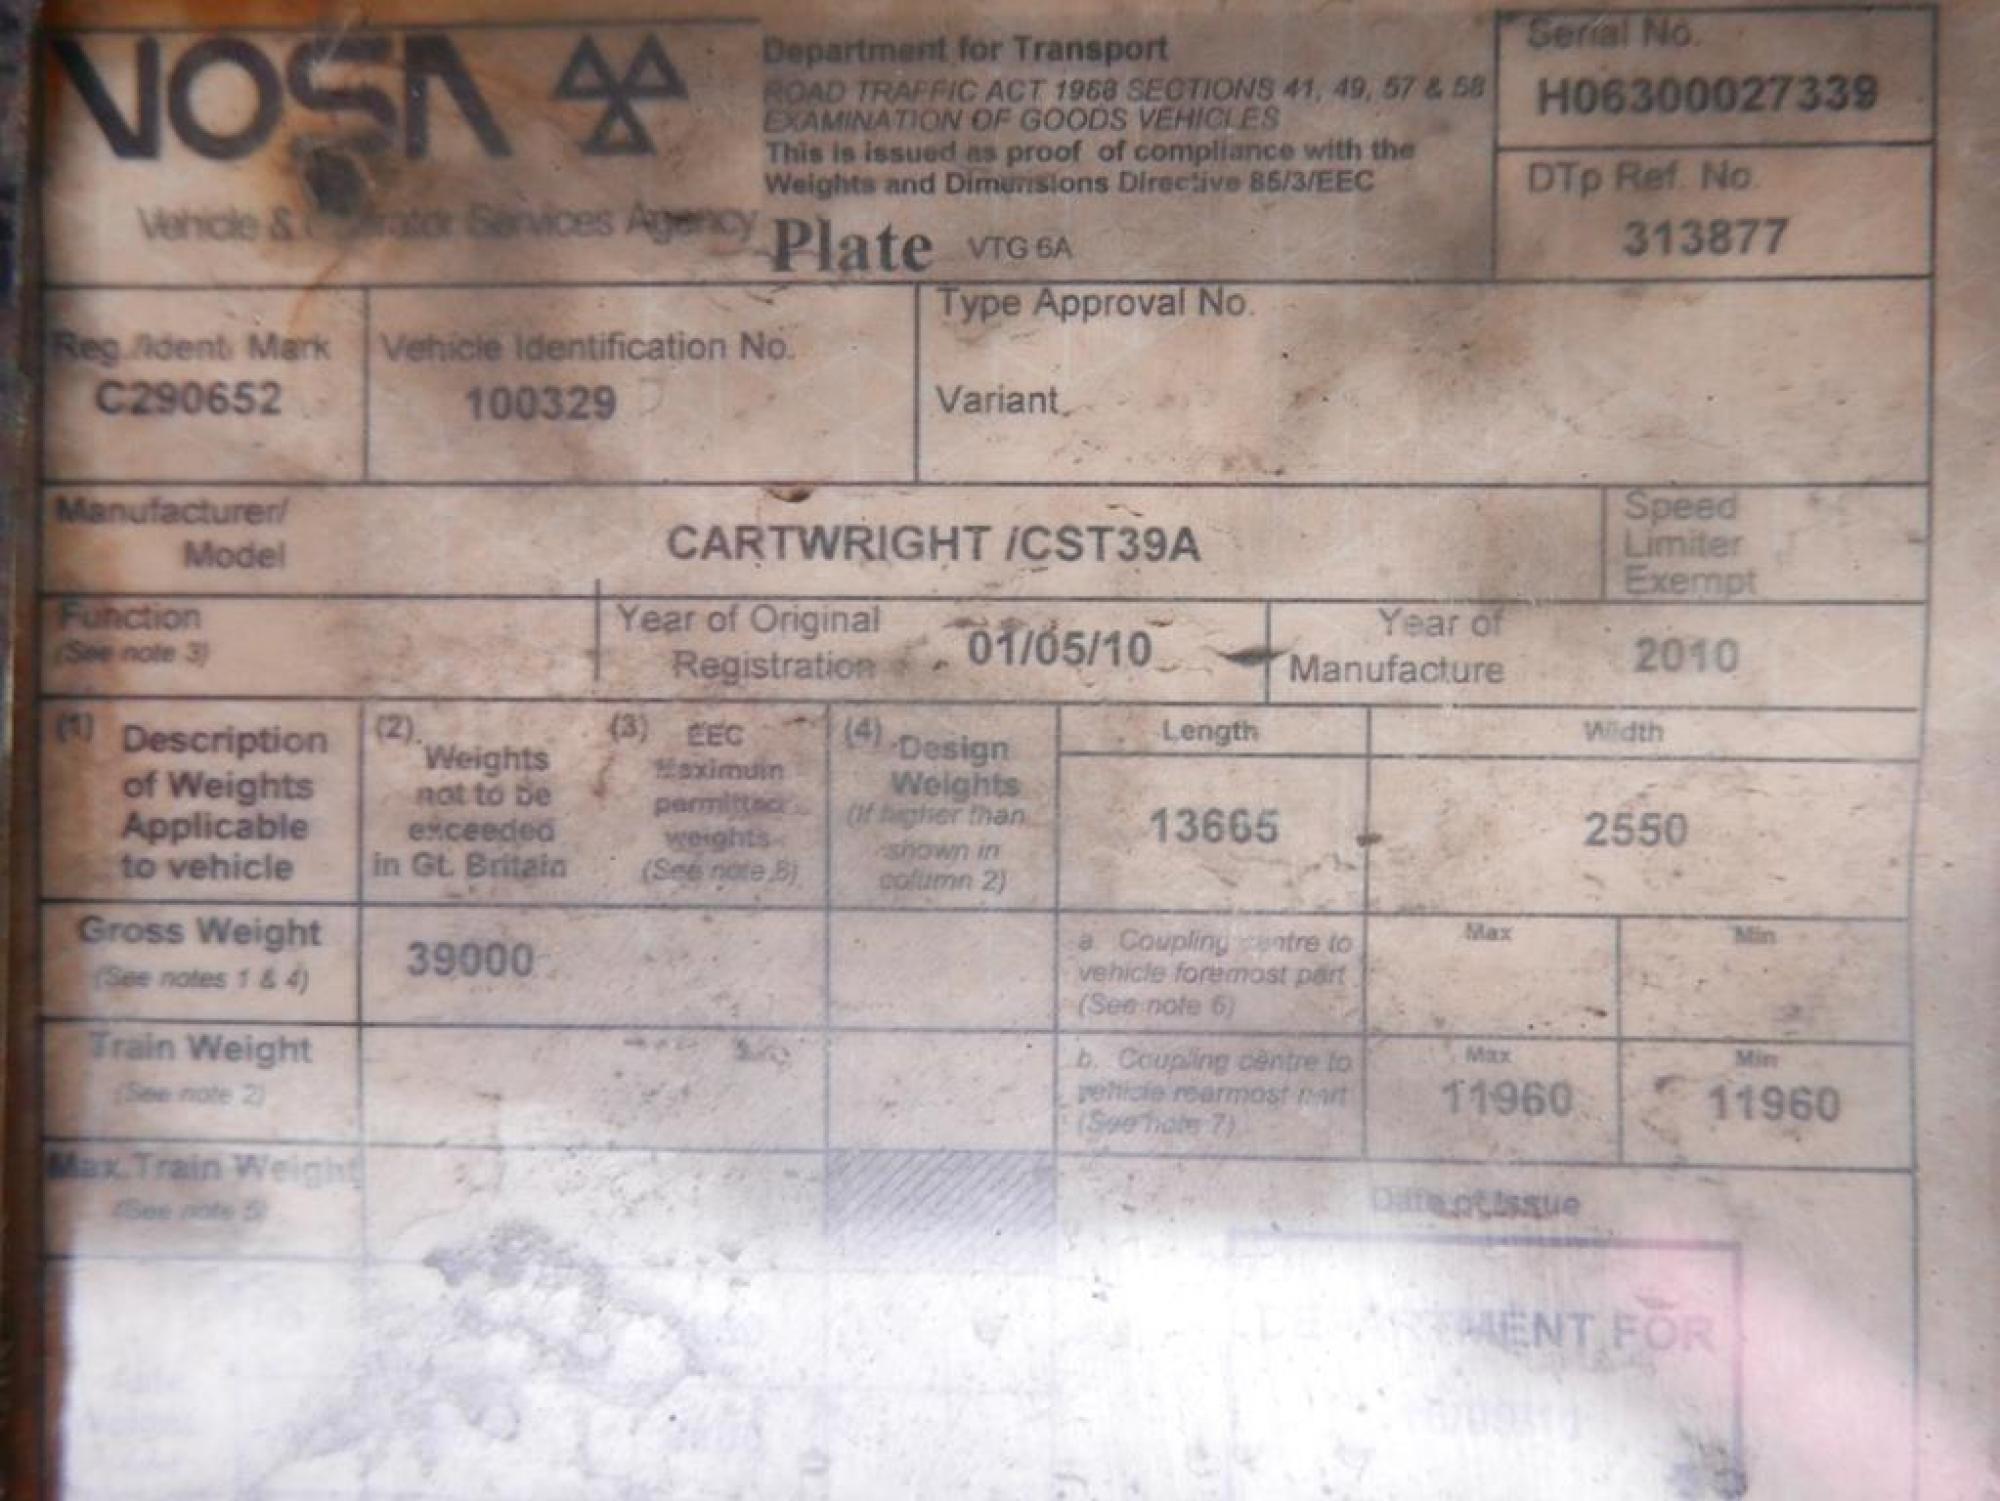 VOSA
Department for Transport
ROAD TRAFFIC ACT 1968 SECTIONS 41, 49, 57 & 58
EXAMINATION OF GOODS VEHICLES
This is issued as proof of compliance with the
Weights and Dimensions Directive 85/3/EEC
Vehicle & Operator Services Agency
Plate VTG 6A
Serial No.
H06300027339
DTp Ref. No.
313877
Reg./Ident. Mark
C290652
Vehicle Identification No.
100329
Type Approval No.
Variant
Manufacturer/
Model
CARTWRIGHT /CST39A
Speed
Limiter
Exempt
Function
(See note 3)
Year of Original
Registration
01/05/10
Year of
Manufacture
2010
(1) Description
of Weights
Applicable
to vehicle
(2) Weights
not to be
exceeded
in Gt. Britain
(3) EEC
Maximum
permitted
weights
(See note 8)
(4) Design
Weights
(If higher than
shown in
column 2)
Length
13665
Width
2550
Gross Weight
(See notes 1 & 4)
39000
a. Coupling centre to
vehicle foremost part
(See note 6)
Max
Min
Train Weight
(See note 2)
b. Coupling centre to
vehicle rearmost part
(See note 7)
Max
11960
Min
11960
Max. Train Weight
(See note 5)
Date of Issue
DEPARTMENT FOR